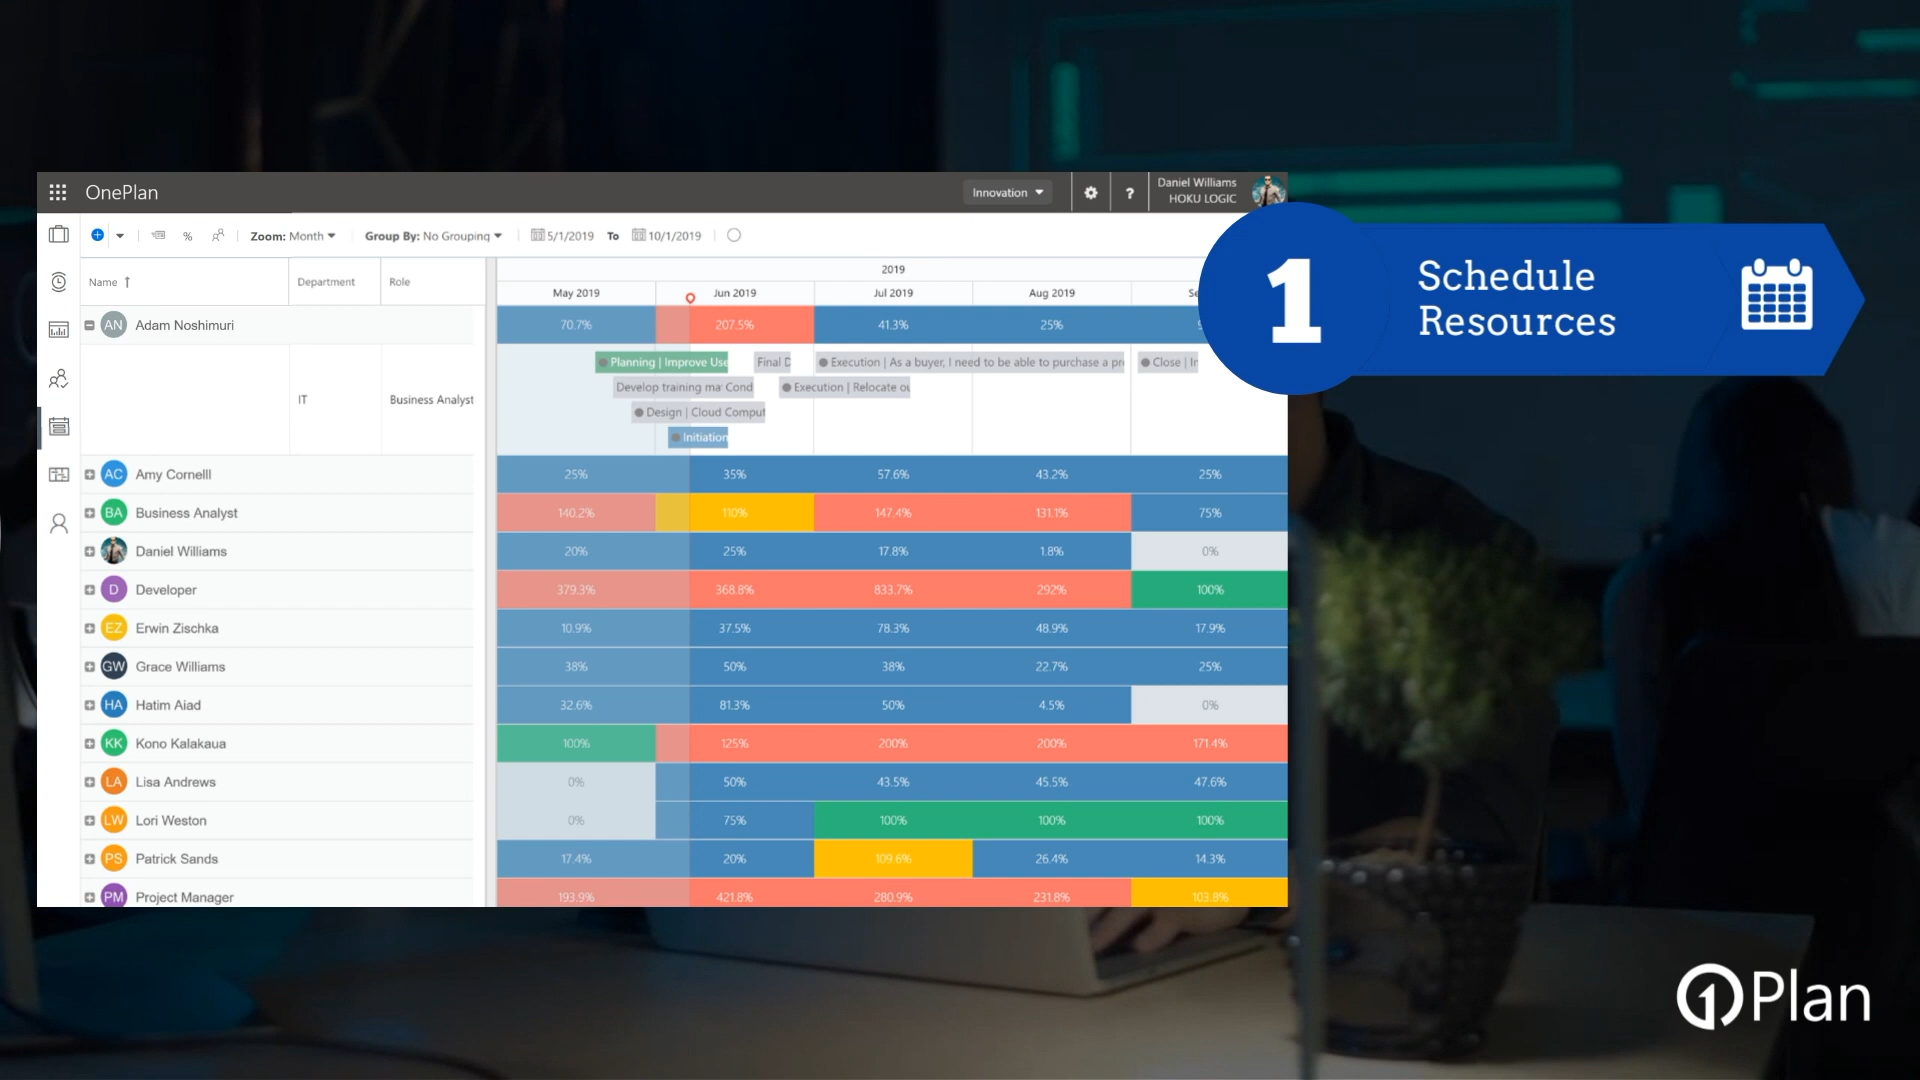 OnePlan
Innovation
?
Daniel Williams
HOKU LOGIC
%
Zoom: Month
Group By: No Grouping
5/1/2019 To 10/1/2019
Name ↑ Department Role
2019
May 2019 Jun 2019 Jul 2019 Aug 2019 Se
AN Adam Noshimuri 70.7% 207.5% 41.3% 25%
Planning | Improve Use Final D Execution | As a buyer, I need to be able to purchase a pr Close | Ir
Develop training ma Cond Execution | Relocate ou
IT Business Analyst
Design | Cloud Comput
Initiation
AC Amy Cornelll 25% 35% 57.6% 43.2% 25%
BA Business Analyst 140.2% 110% 147.4% 131.1% 75%
Daniel Williams 20% 25% 17.8% 1.8% 0%
D Developer 379.3% 368.8% 833.7% 292% 100%
EZ Erwin Zischka 10.9% 37.5% 78.3% 48.9% 17.9%
GW Grace Williams 38% 50% 38% 22.7% 25%
HA Hatim Aiad 32.6% 81.3% 50% 4.5% 0%
KK Kono Kalakaua 100% 125% 200% 200% 171.4%
LA Lisa Andrews 0% 50% 43.5% 45.5% 47.6%
LW Lori Weston 0% 75% 100% 100% 100%
PS Patrick Sands 17.4% 20% 109.6% 26.4% 14.3%
PM Project Manager 193.9% 421.8% 280.9% 231.8% 103.8%
1
Schedule
Resources
1Plan